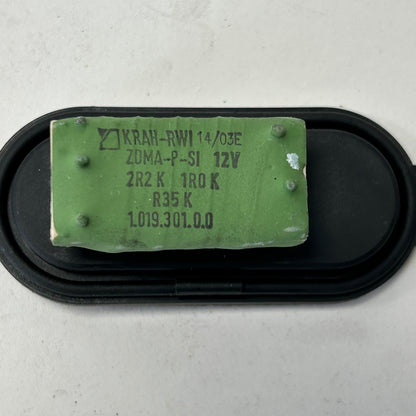 KRAH-RWI 14/03E
ZDMA-P-SI 12V
2R2 K 1R0 K
R35 K
1.019.301.0.0